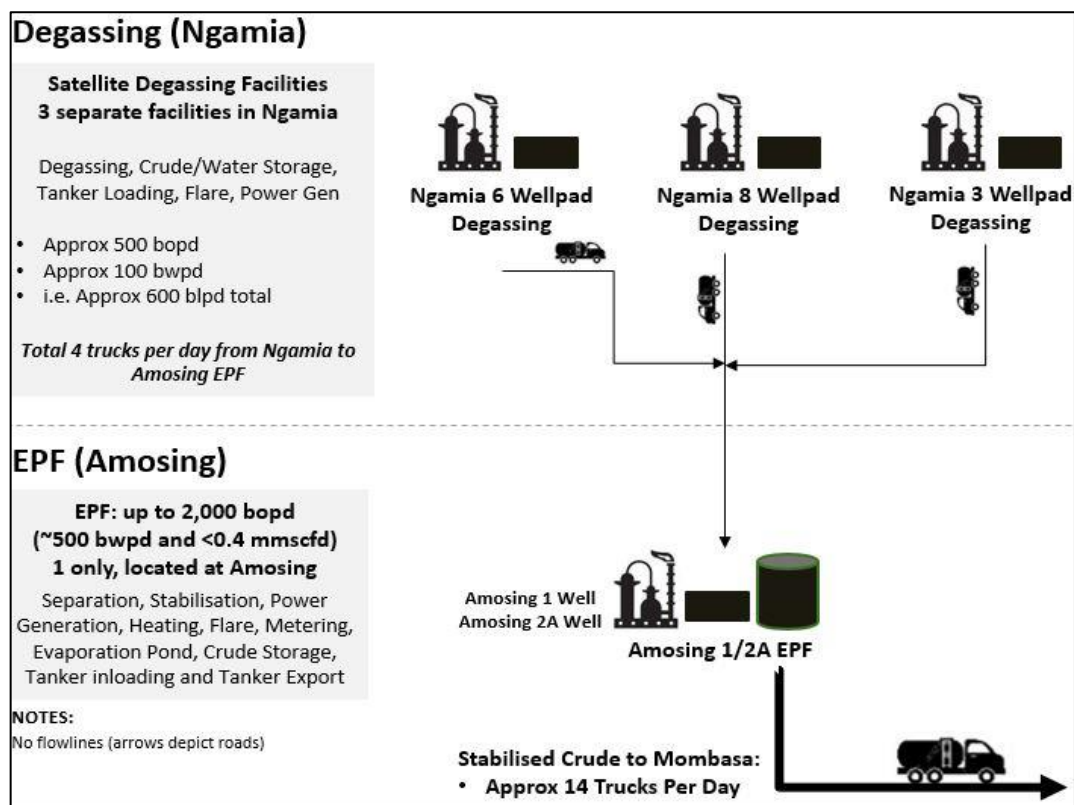 Degassing (Ngamia)
Satellite Degassing Facilities
3 separate facilities in Ngamia
Degassing, Crude/Water Storage,
Tanker Loading, Flare, Power Gen
• Approx 500 bopd
• Approx 100 bwpd
• i.e. Approx 600 blpd total
Total 4 trucks per day from Ngamia to
Amosing EPF
Ngamia 6 Wellpad
Degassing
Ngamia 8 Wellpad
Degassing
Ngamia 3 Wellpad
Degassing
EPF (Amosing)
EPF: up to 2,000 bopd
(~500 bwpd and <0.4 mmscfd)
1 only, located at Amosing
Separation, Stabilisation, Power
Generation, Heating, Flare, Metering,
Evaporation Pond, Crude Storage,
Tanker inloading and Tanker Export
NOTES:
No flowlines (arrows depict roads)
Amosing 1 Well
Amosing 2A Well
Amosing 1/2A EPF
Stabilised Crude to Mombasa:
• Approx 14 Trucks Per Day